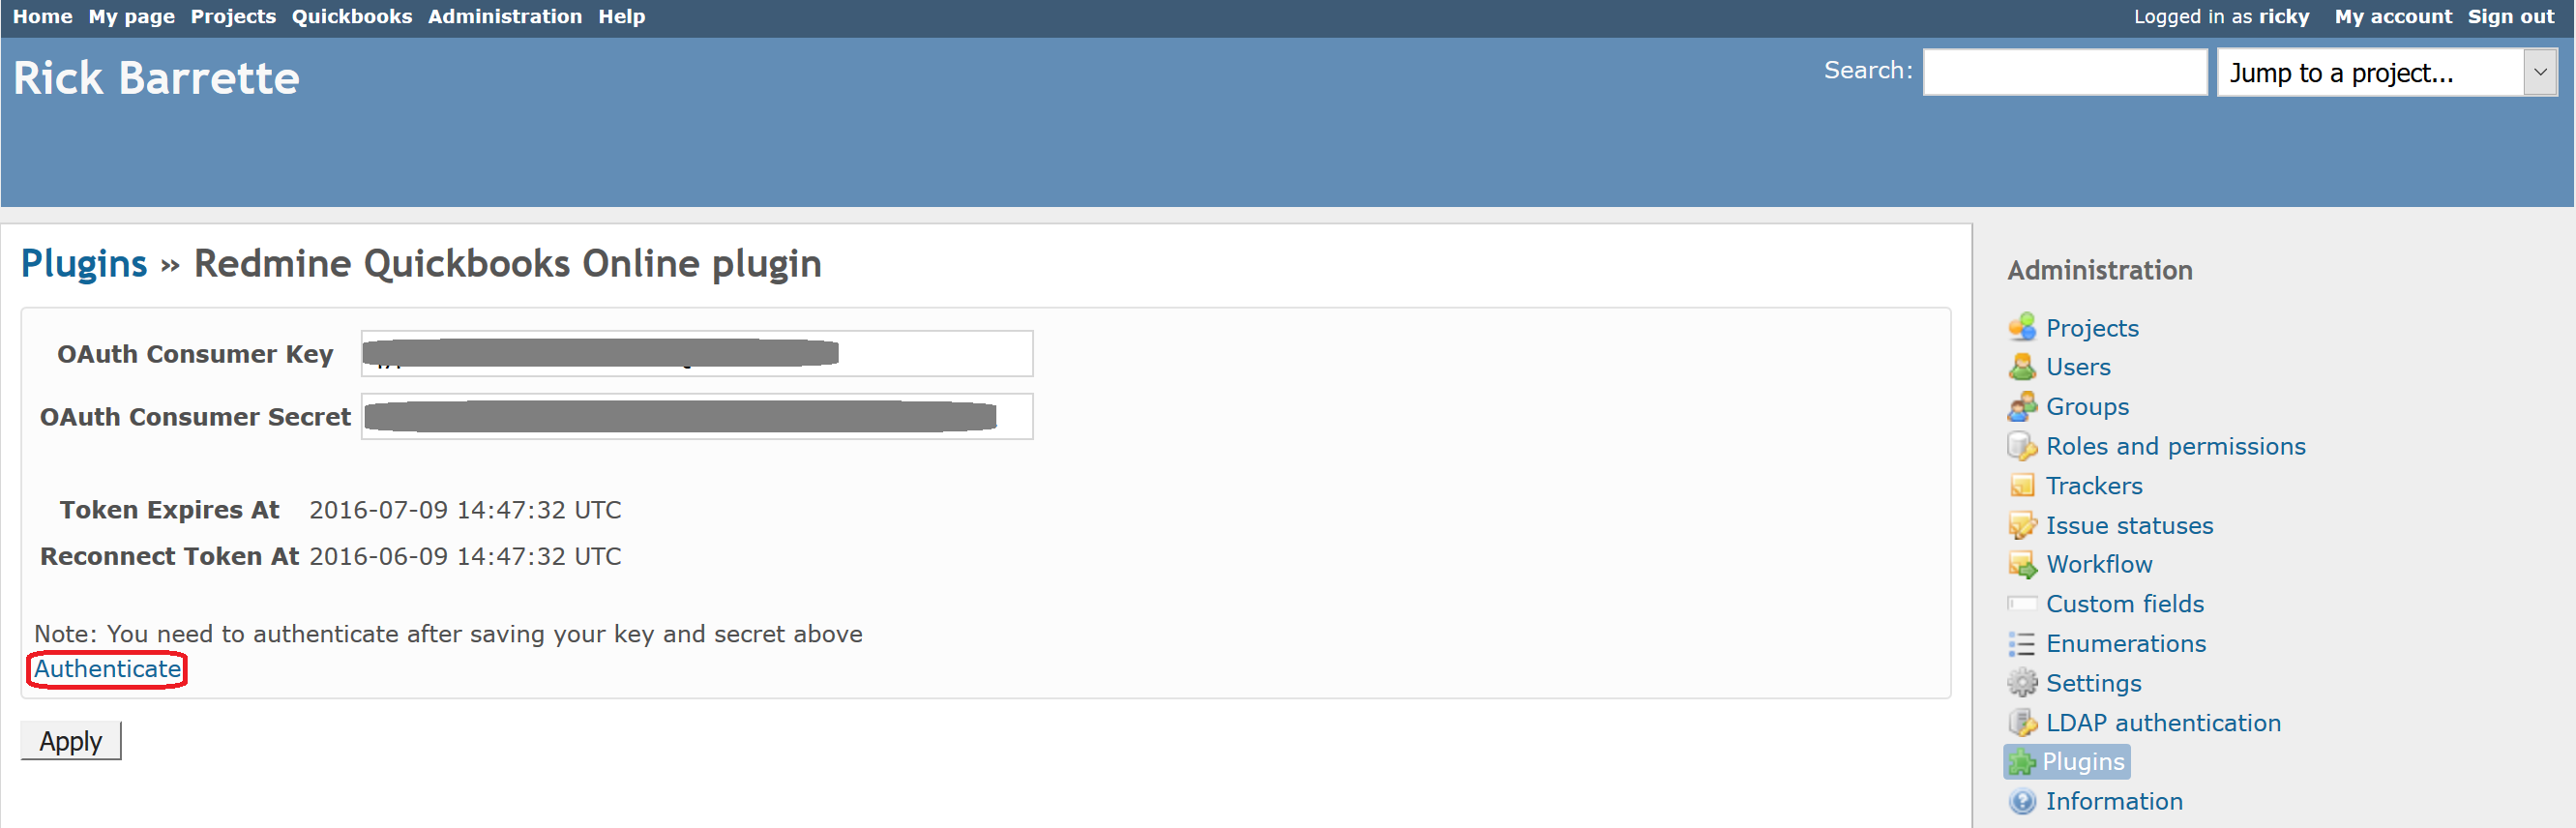 Home My page Projects Quickbooks Administration Help Logged in as ricky My account Sign out
Rick Barrette
Search: Jump to a project...
Plugins » Redmine Quickbooks Online plugin
OAuth Consumer Key
OAuth Consumer Secret
Token Expires At 2016-07-09 14:47:32 UTC
Reconnect Token At 2016-06-09 14:47:32 UTC
Note: You need to authenticate after saving your key and secret above
Authenticate
Apply
Administration
Projects
Users
Groups
Roles and permissions
Trackers
Issue statuses
Workflow
Custom fields
Enumerations
Settings
LDAP authentication
Plugins
Information